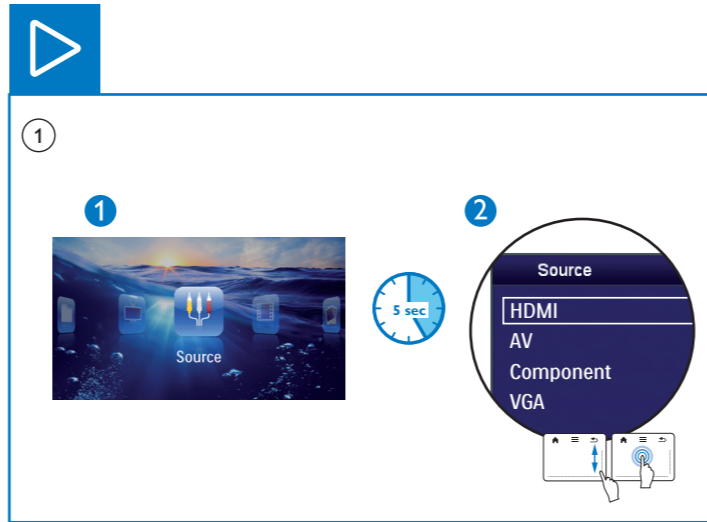 1
1
2
Source
5 sec
Source
HDMI
AV
Component
VGA